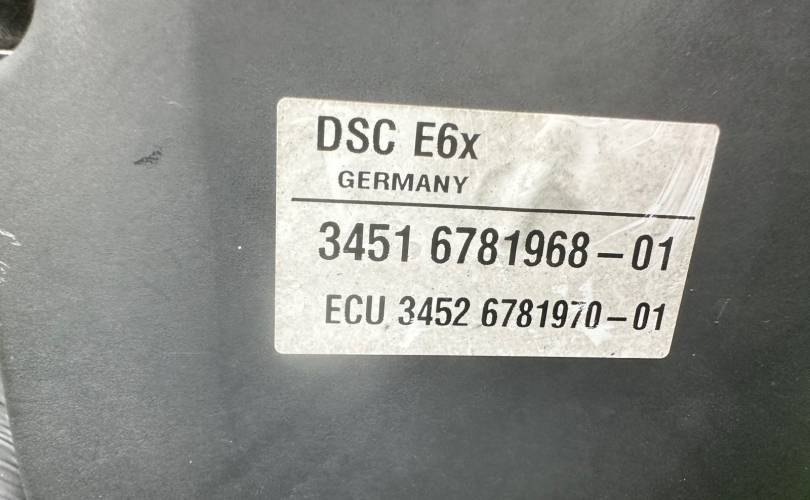 DSC E6x
GERMANY
3451 6781968-01
ECU 3452 6781970-01